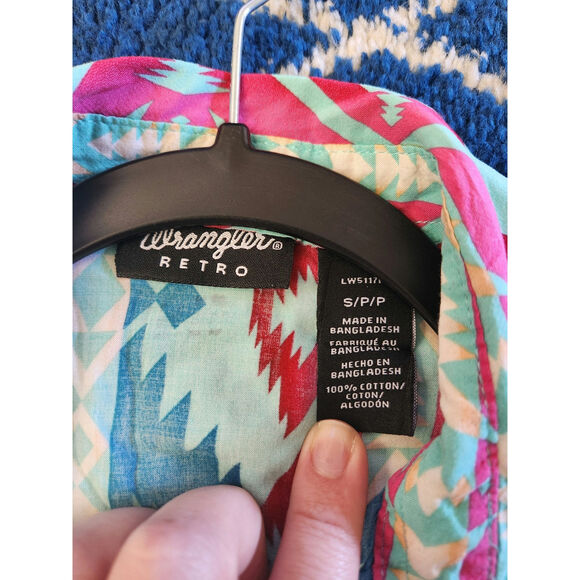 Wrangler®
RETRO
S/P/P
MADE IN
BANGLADESH
FABRIQUÉ AU
BANGLADESH
HECHO EN
BANGLADESH
100% COTTON/
COTON/
ALGODÓN